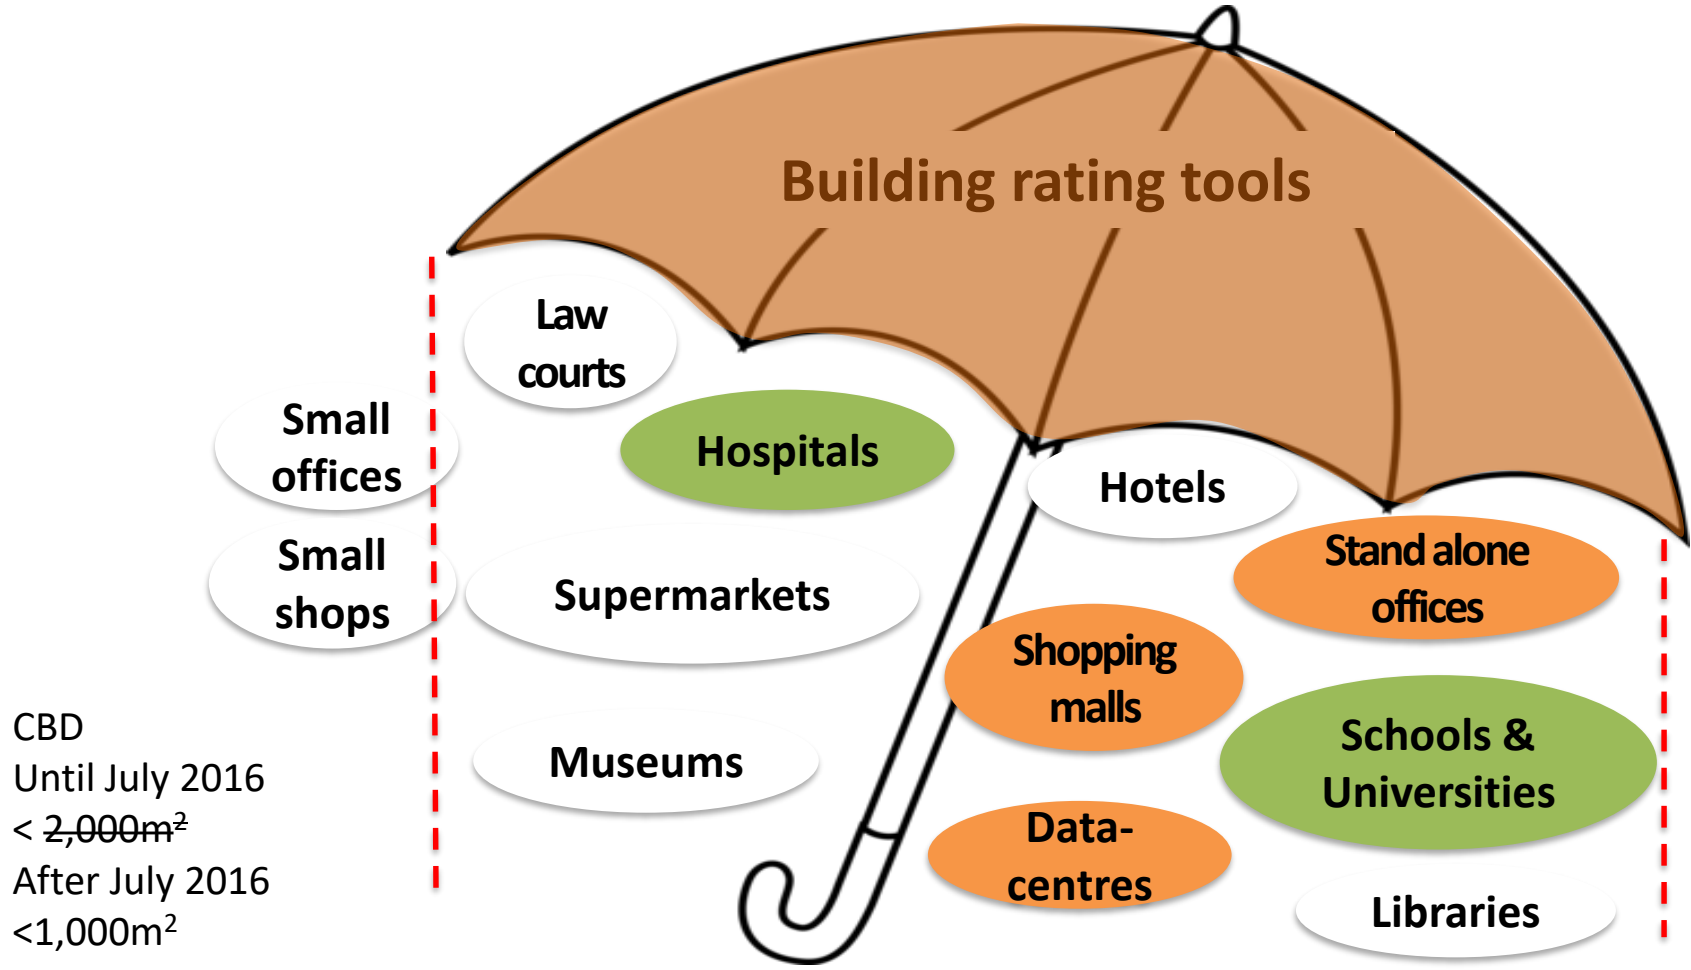 Building rating tools
Law
courts
Small
offices
Hospitals
Hotels
Small
shops
Supermarkets
Stand alone
offices
Shopping
malls
Museums
Schools &
Universities
Data-
centres
Libraries
CBD
Until July 2016
< 2,000m²
After July 2016
<1,000m²